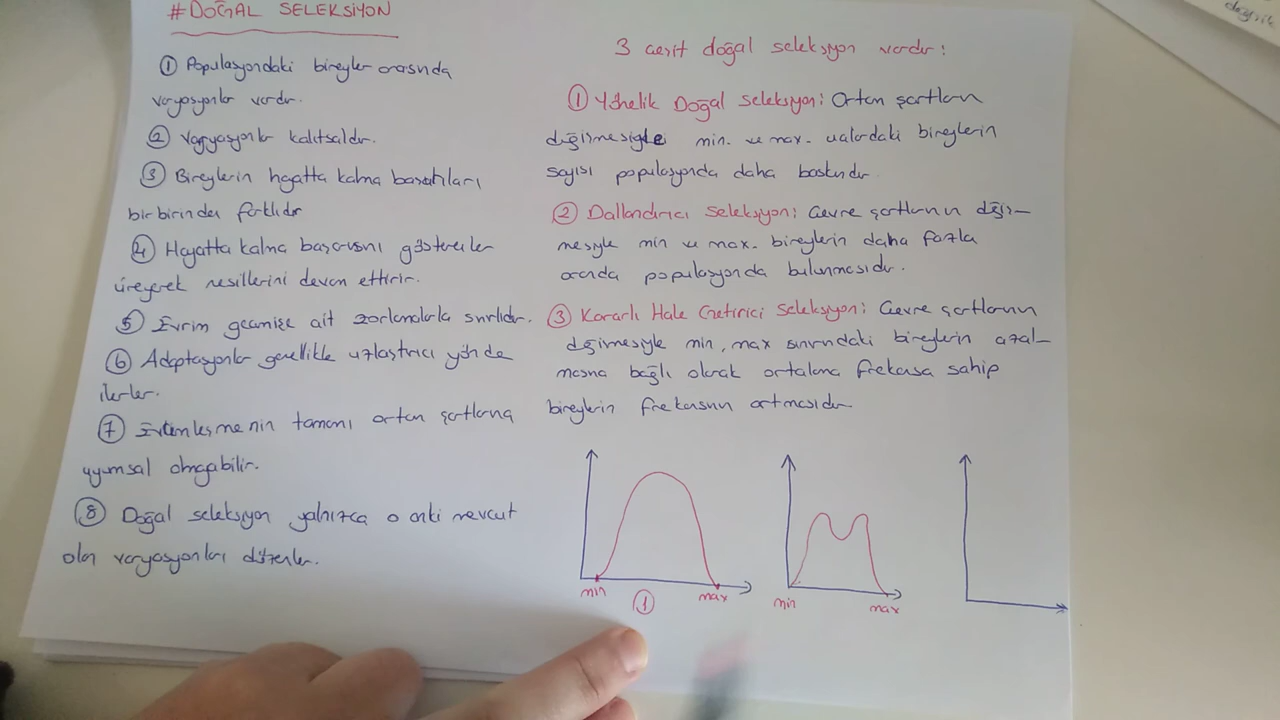 #DOĞAL SELEKSİYON
① Populasyondaki bireyler arasında
varyasyonlar vardır.
② Varyasyonlar kalıtsaldır.
③ Bireylerin hayatta kalma başarıları
birbirinden farklıdır
④ Hayatta kalma başarısını gösterenler
üreyerek nesillerini devam ettirir.
⑤ Evrim geçmişe ait zorlamalarla sınırlıdır.
⑥ Adaptasyonlar genellikle uzlaştırıcı yönde
ilerler.
⑦ Evrimleşmenin tamamı ortam şartlarına
uyumsal olmayabilir.
⑧ Doğal seleksiyon yalnızca o anki mevcut
olan varyasyonları düzenler.
3 çeşit doğal seleksiyon vardır:
① Yönelik Doğal Seleksiyon: Ortam şartların
değişmesiyle min. ve max. uçlardaki bireylerin
sayısı populasyonda daha baskındır
② Dallandırıcı Seleksiyon: Çevre şartlarının deği-
mesiyle min ve max. bireylerin daha fazla
oranda populasyonda bulunmasıdır.
③ Kararlı Hale Getirici Seleksiyon: Çevre şartlarının
değişmesiyle min, max sınırındaki bireylerin azal-
masına bağlı olarak ortalama frekansa sahip
bireylerin frekansının artmasıdır
min
①
max
min
max